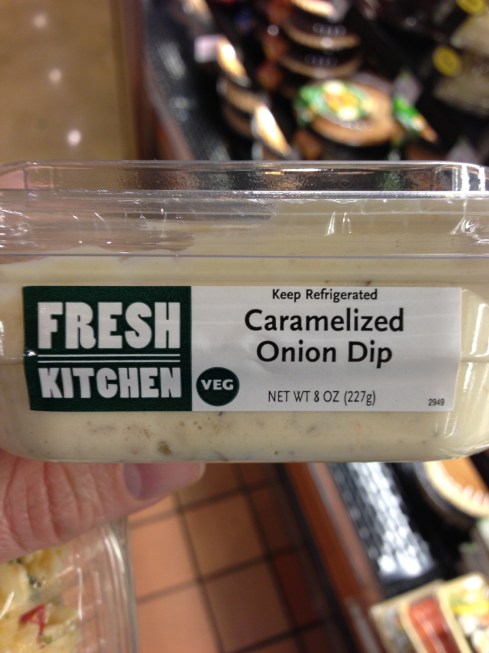 FRESH
KITCHEN
VEG
Keep Refrigerated
Caramelized
Onion Dip
NET WT 8 OZ (227g)
2949